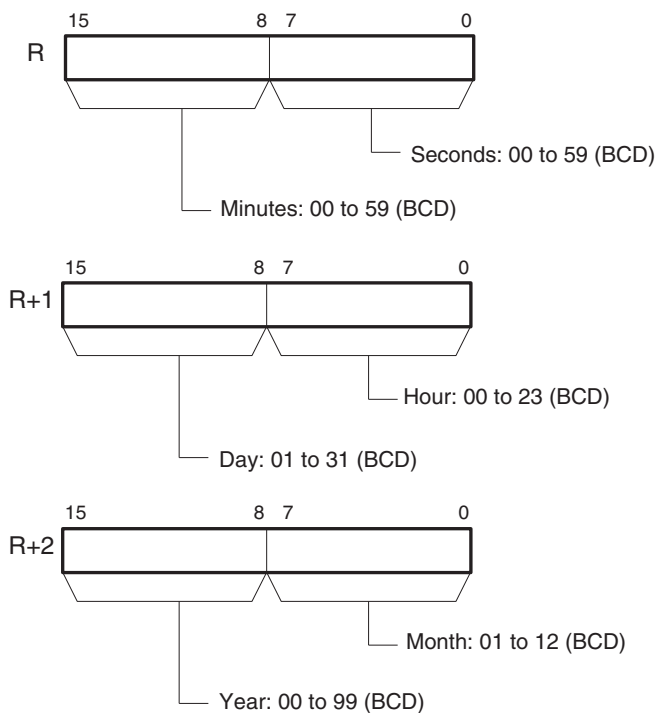 15 8 7 0
R
Seconds: 00 to 59 (BCD)
Minutes: 00 to 59 (BCD)
15 8 7 0
R+1
Hour: 00 to 23 (BCD)
Day: 01 to 31 (BCD)
15 8 7 0
R+2
Month: 01 to 12 (BCD)
Year: 00 to 99 (BCD)